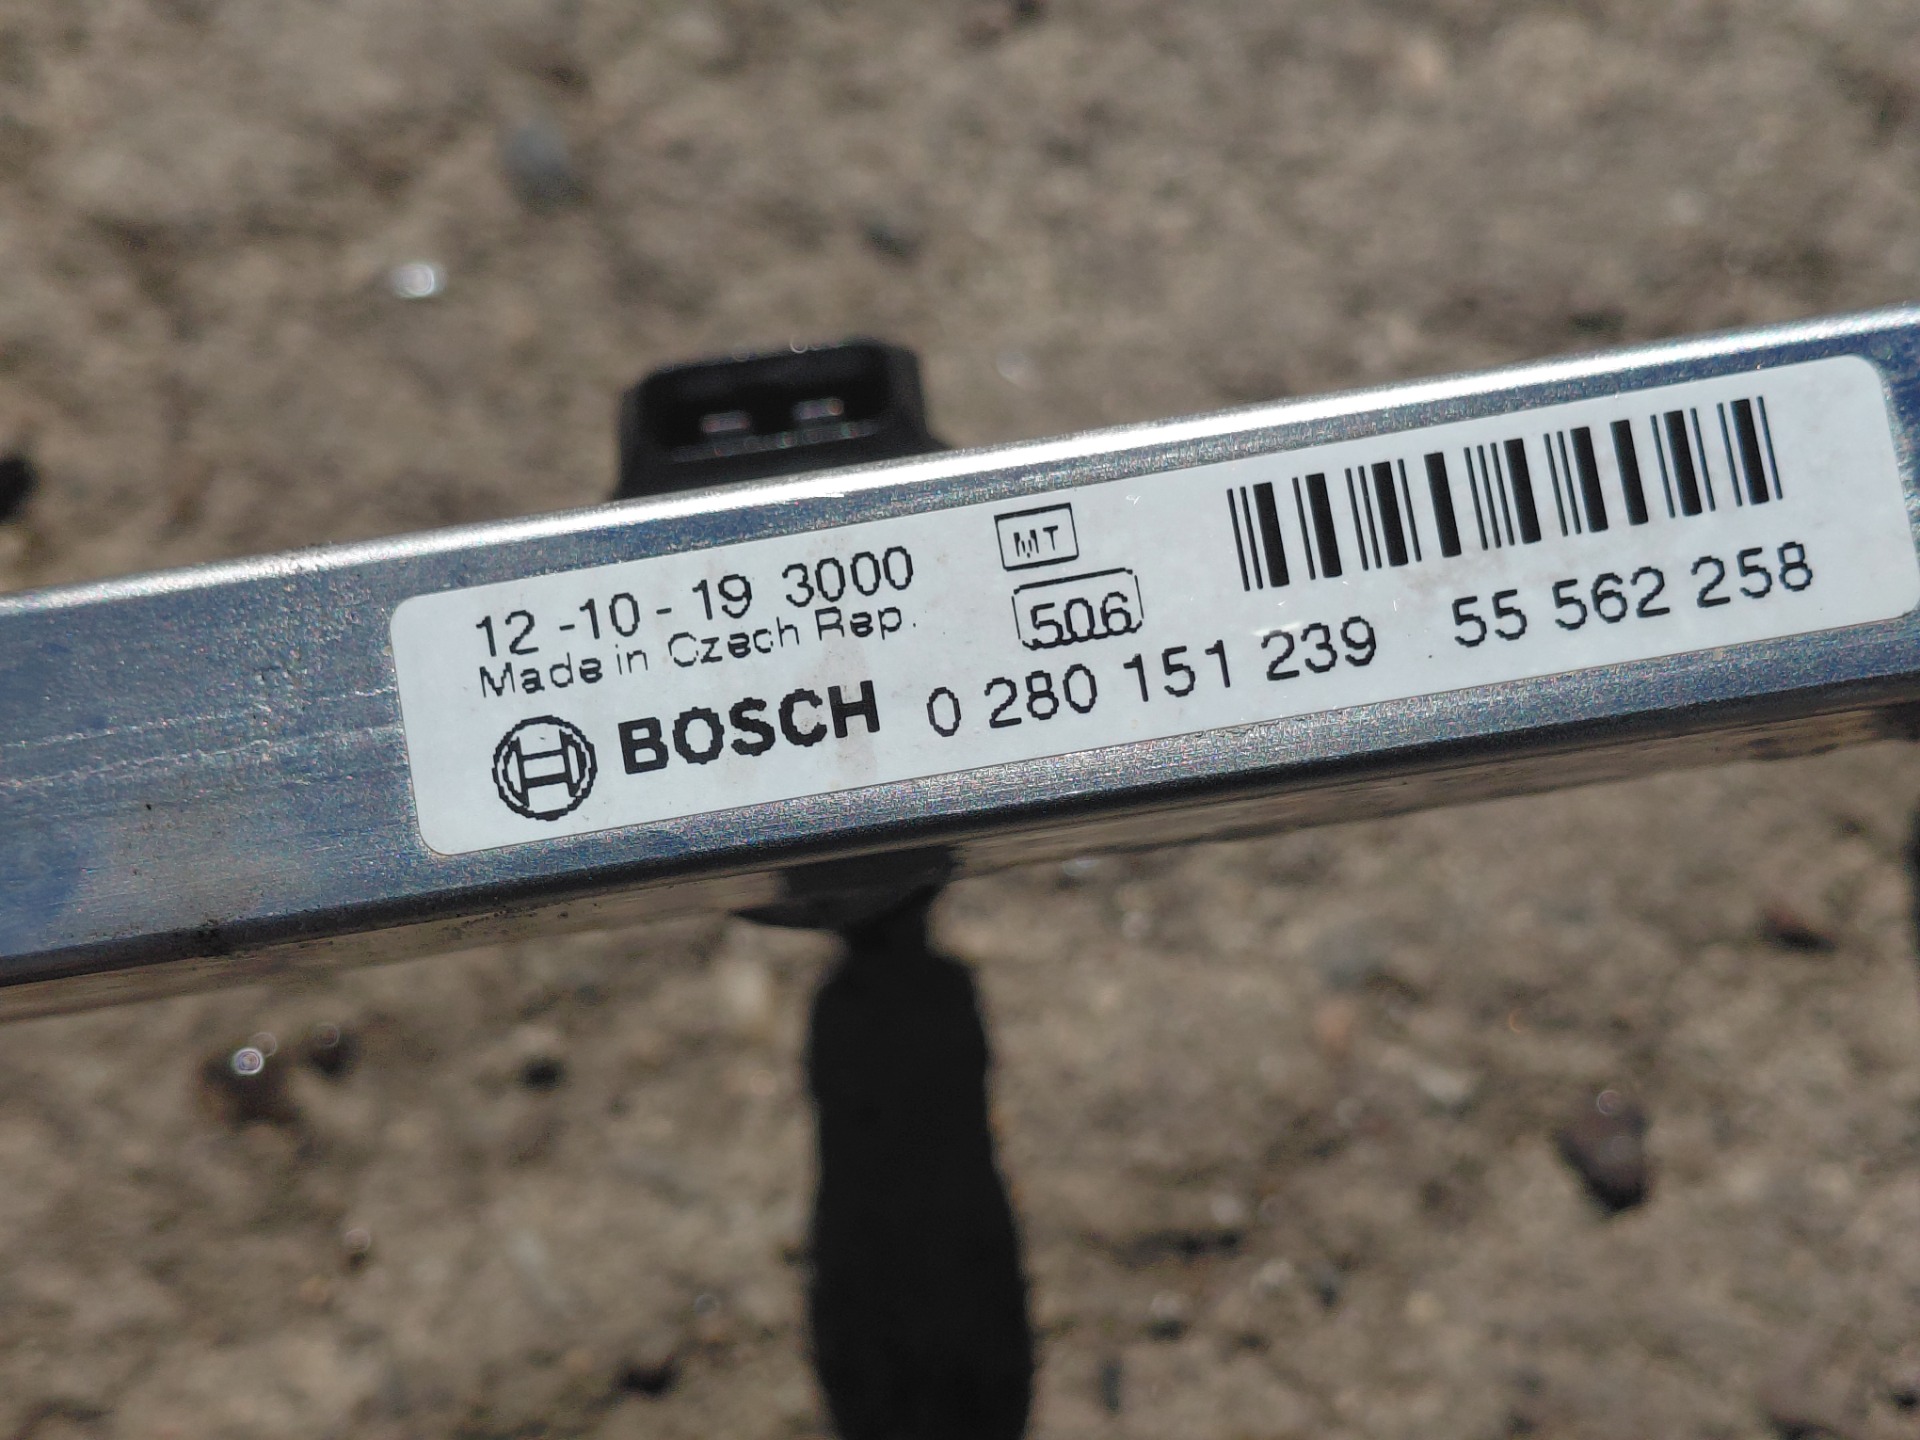 12-10-19 3000
Made in Czech Rep.
MT
506
BOSCH 0 280 151 239 55 562 258